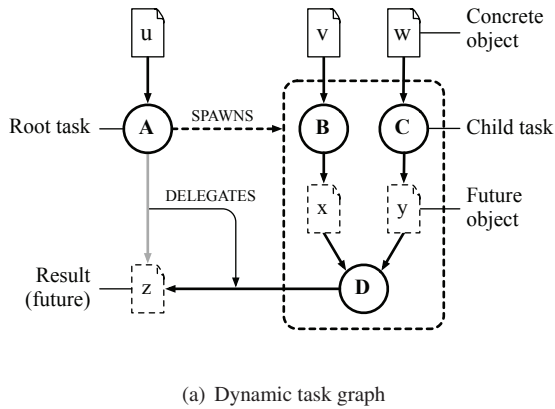 u
v
w
Concrete
object
Root task
A
SPAWNS
B
C
Child task
DELEGATES
x
y
Future
object
Result
(future)
z
D
(a) Dynamic task graph